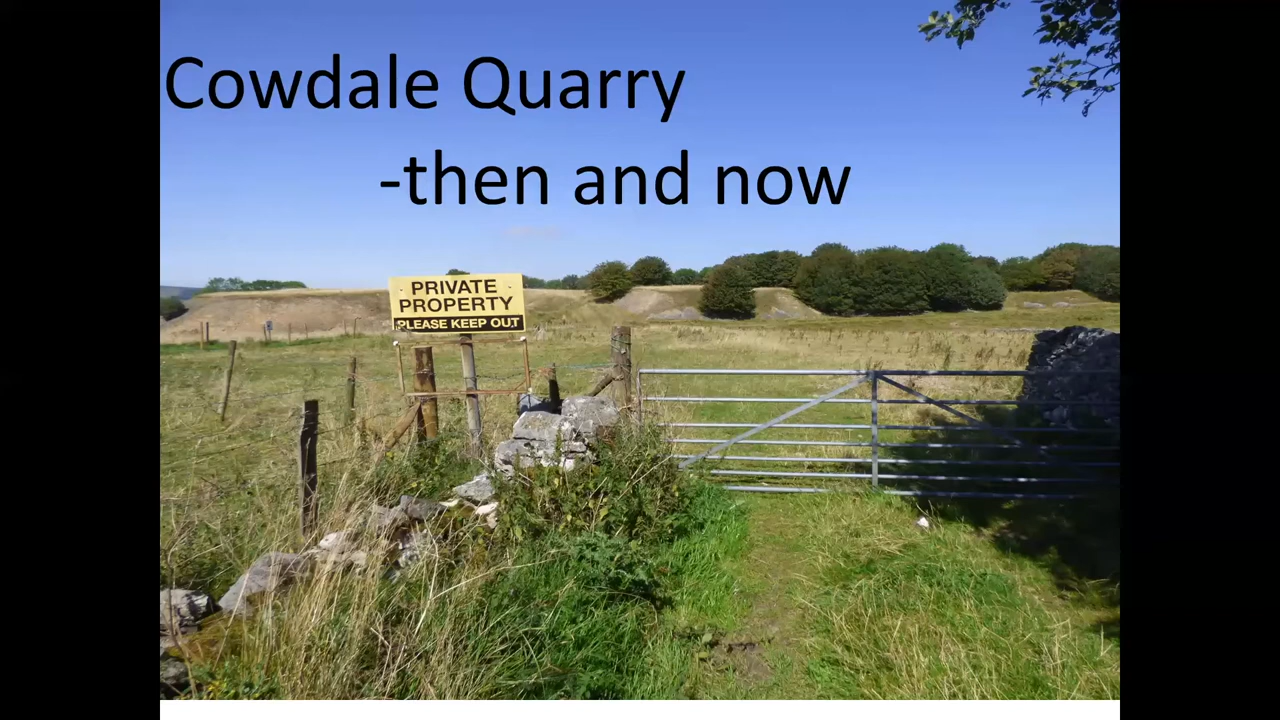 Cowdale Quarry
-then and now
PRIVATE
PROPERTY
PLEASE KEEP OUT